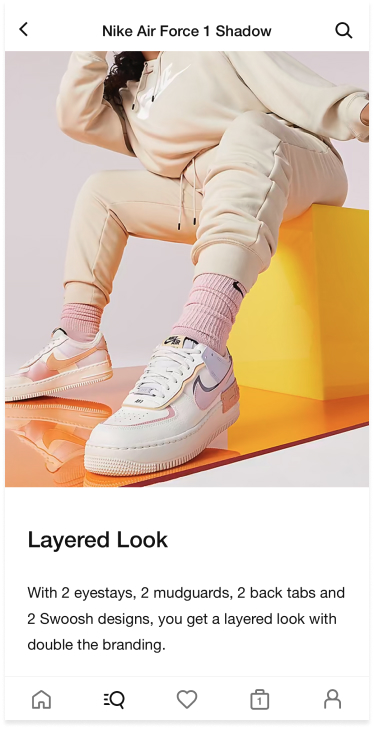 Nike Air Force 1 Shadow
Layered Look
With 2 eyestays, 2 mudguards, 2 back tabs and
2 Swoosh designs, you get a layered look with
double the branding.
1